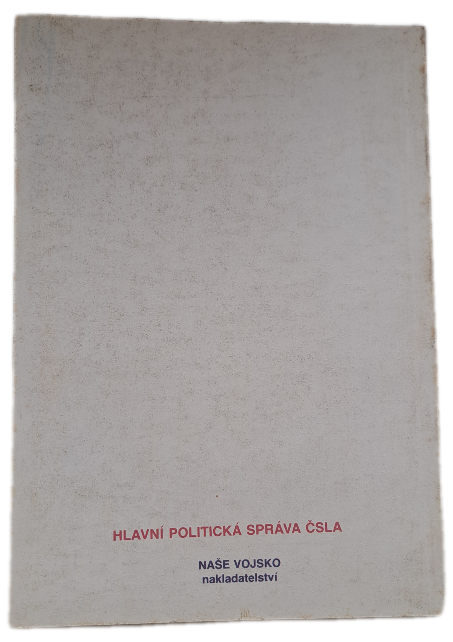 HLAVNÍ POLITICKÁ SPRÁVA ČSLA
NAŠE VOJSKO
nakladatelství